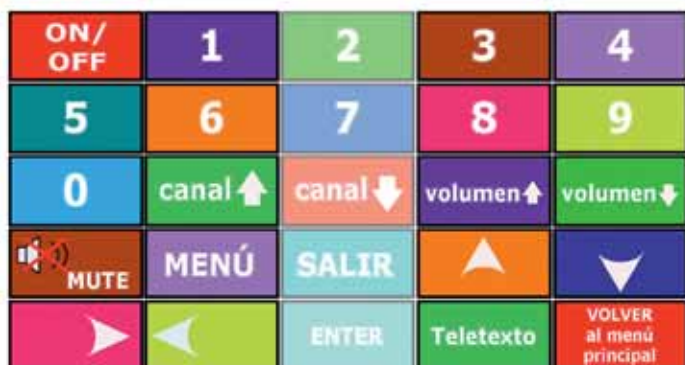 ON/
OFF
1
2
3
4
5
6
7
8
9
0
canal
canal
volumen
volumen
MUTE
MENÚ
SALIR
ENTER
Teletexto
VOLVER
al menú
principal